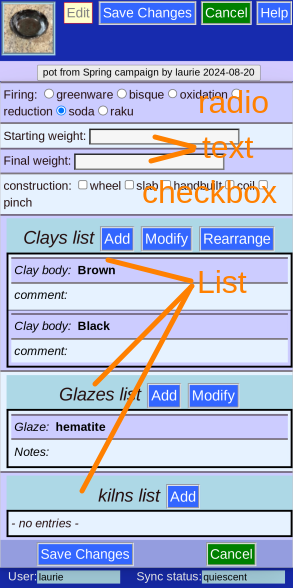 Edit Save Changes Cancel Help
pot from Spring campaign by laurie 2024-08-20
Firing: greenware bisque oxidation
reduction soda raku
radio
Starting weight:
text
Final weight:
construction: wheel slab handbuilt coil
pinch
checkbox
Clays list Add Modify Rearrange
Clay body: Brown
comment:
List
Clay body: Black
comment:
Glazes list Add Modify
Glaze: hematite
Notes:
kilns list Add
- no entries -
Save Changes Cancel
User: laurie Sync status: quiescent